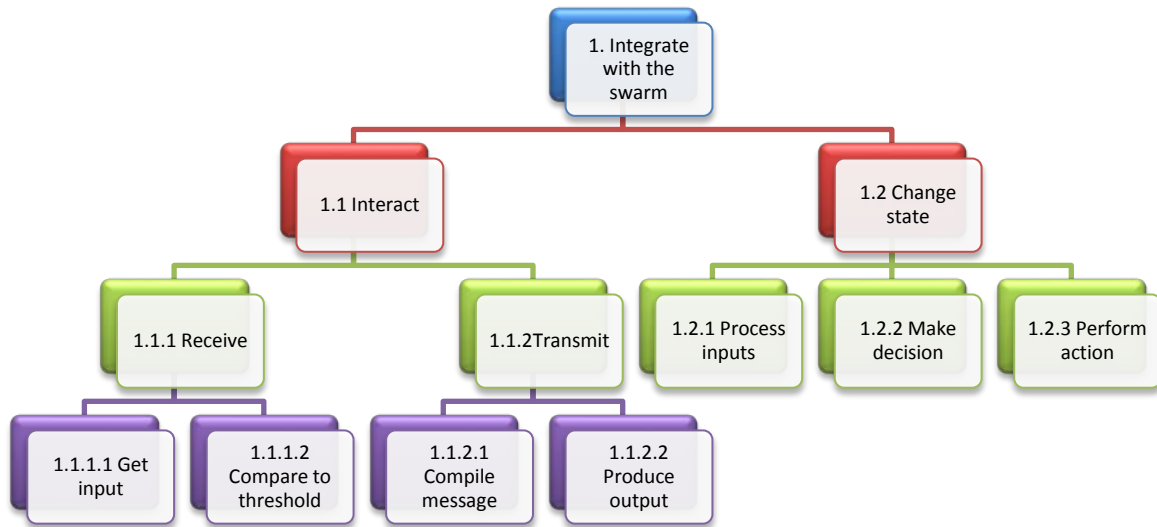 1. Integrate
with the
swarm
1.1 Interact
1.2 Change
state
1.1.1 Receive
1.1.2Transmit
1.2.1 Process
inputs
1.2.2 Make
decision
1.2.3 Perform
action
1.1.1.1 Get
input
1.1.1.2
Compare to
threshold
1.1.2.1
Compile
message
1.1.2.2
Produce
output